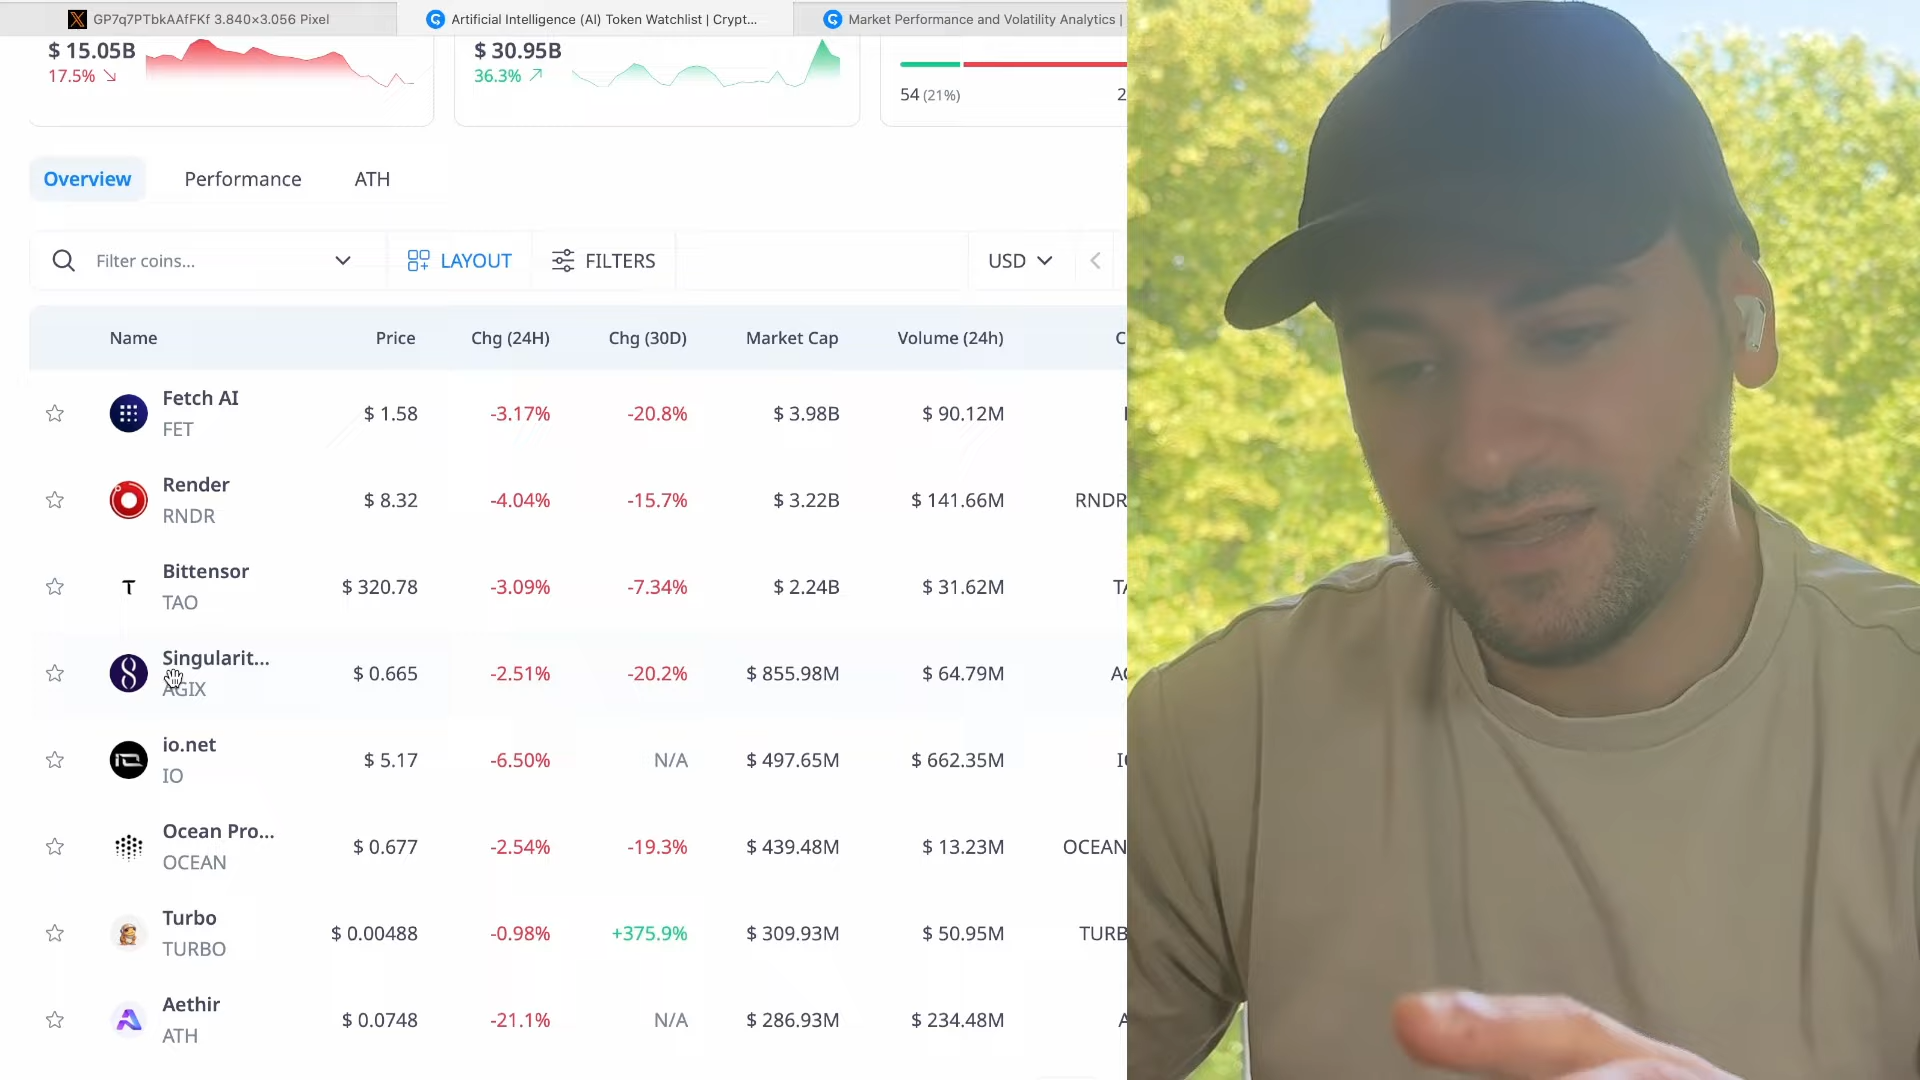 GP7q7PTbkAAfFKf 3.840×3.056 Pixel
Artificial Intelligence (AI) Token Watchlist | Crypt...
Market Performance and Volatility Analytics |
$ 15.05B
17.5%
$ 30.95B
36.3%
54 (21%)
2
Overview
Performance
ATH
Filter coins...
LAYOUT
FILTERS
USD
Name Price Chg (24H) Chg (30D) Market Cap Volume (24h) C
Fetch AI
FET
$ 1.58 -3.17% -20.8% $ 3.98B $ 90.12M
Render
RNDR
$ 8.32 -4.04% -15.7% $ 3.22B $ 141.66M RNDR
Bittensor
TAO
$ 320.78 -3.09% -7.34% $ 2.24B $ 31.62M TA
Singularit...
AGIX
$ 0.665 -2.51% -20.2% $ 855.98M $ 64.79M AG
io.net
IO
$ 5.17 -6.50% N/A $ 497.65M $ 662.35M IO
Ocean Pro...
OCEAN
$ 0.677 -2.54% -19.3% $ 439.48M $ 13.23M OCEAN
Turbo
TURBO
$ 0.00488 -0.98% +375.9% $ 309.93M $ 50.95M TURB
Aethir
ATH
$ 0.0748 -21.1% N/A $ 286.93M $ 234.48M A